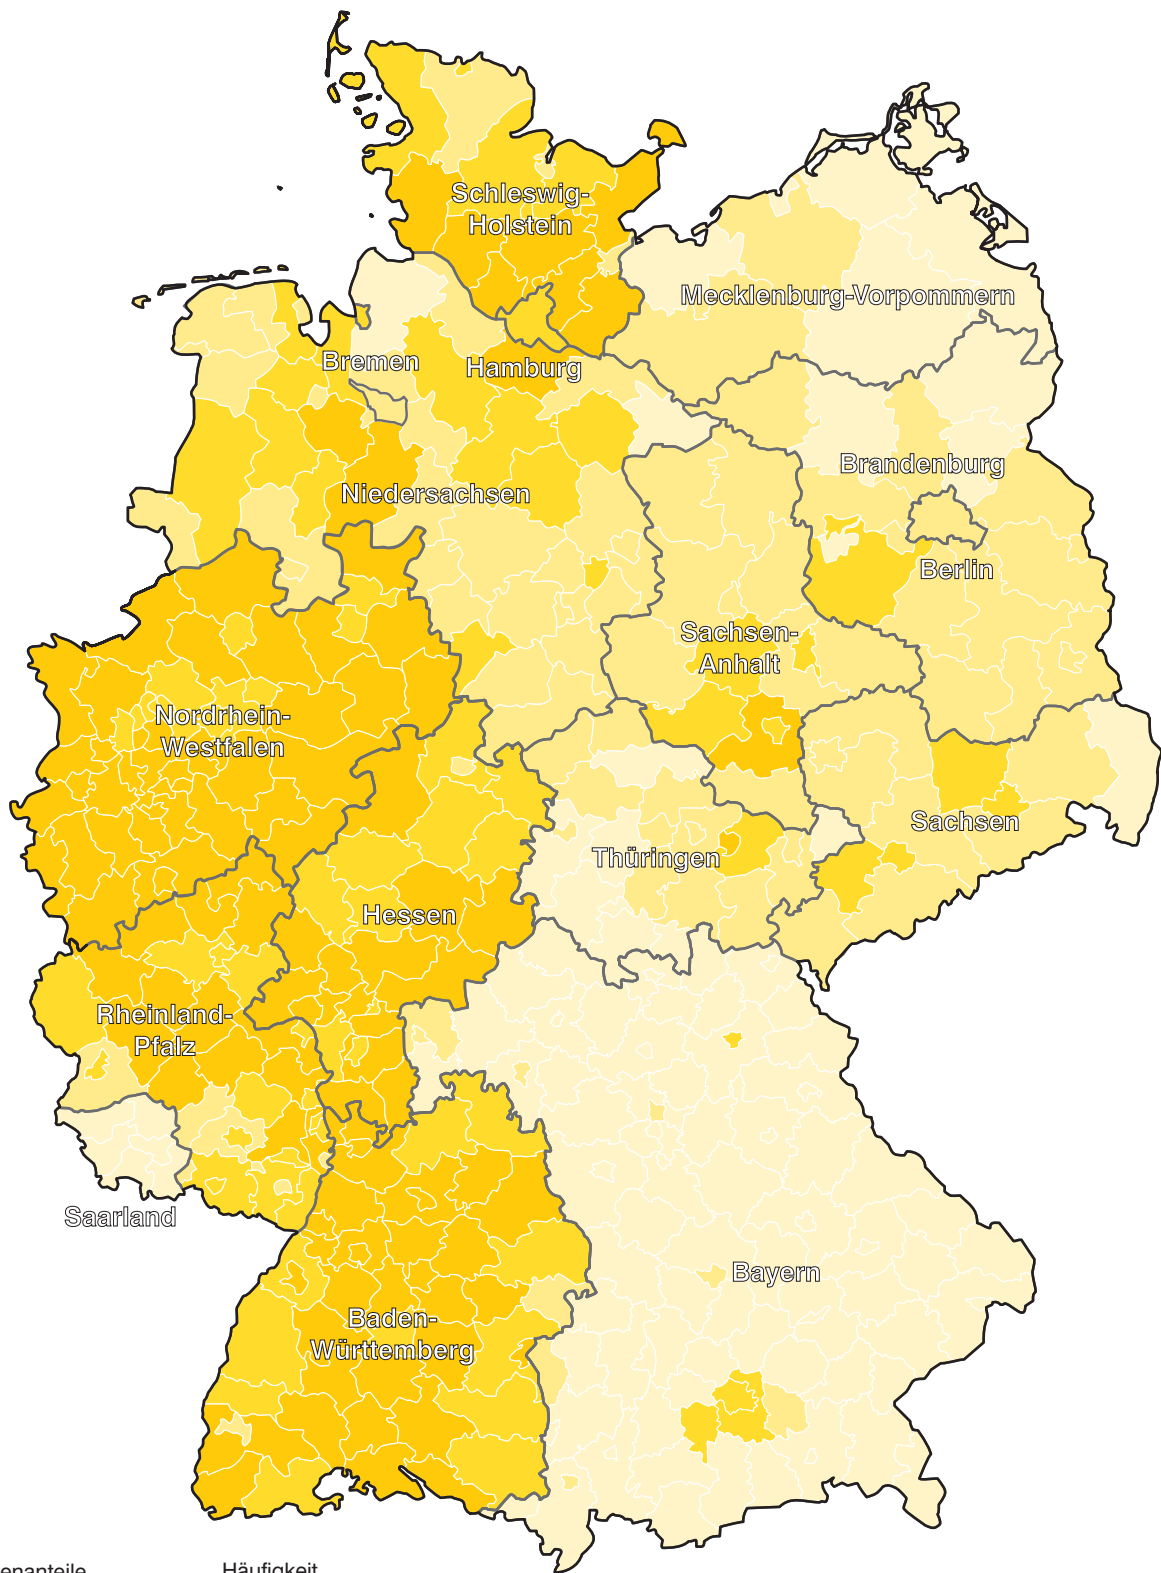 Schleswig-
Holstein
Mecklenburg-Vorpommern
Bremen
Hamburg
Brandenburg
Niedersachsen
Berlin
Sachsen-
Anhalt
Nordrhein-
Westfalen
Sachsen
Thüringen
Hessen
Rheinland-
Pfalz
Saarland
Bayern
Baden-
Württemberg
enanteile
Häufigkeit